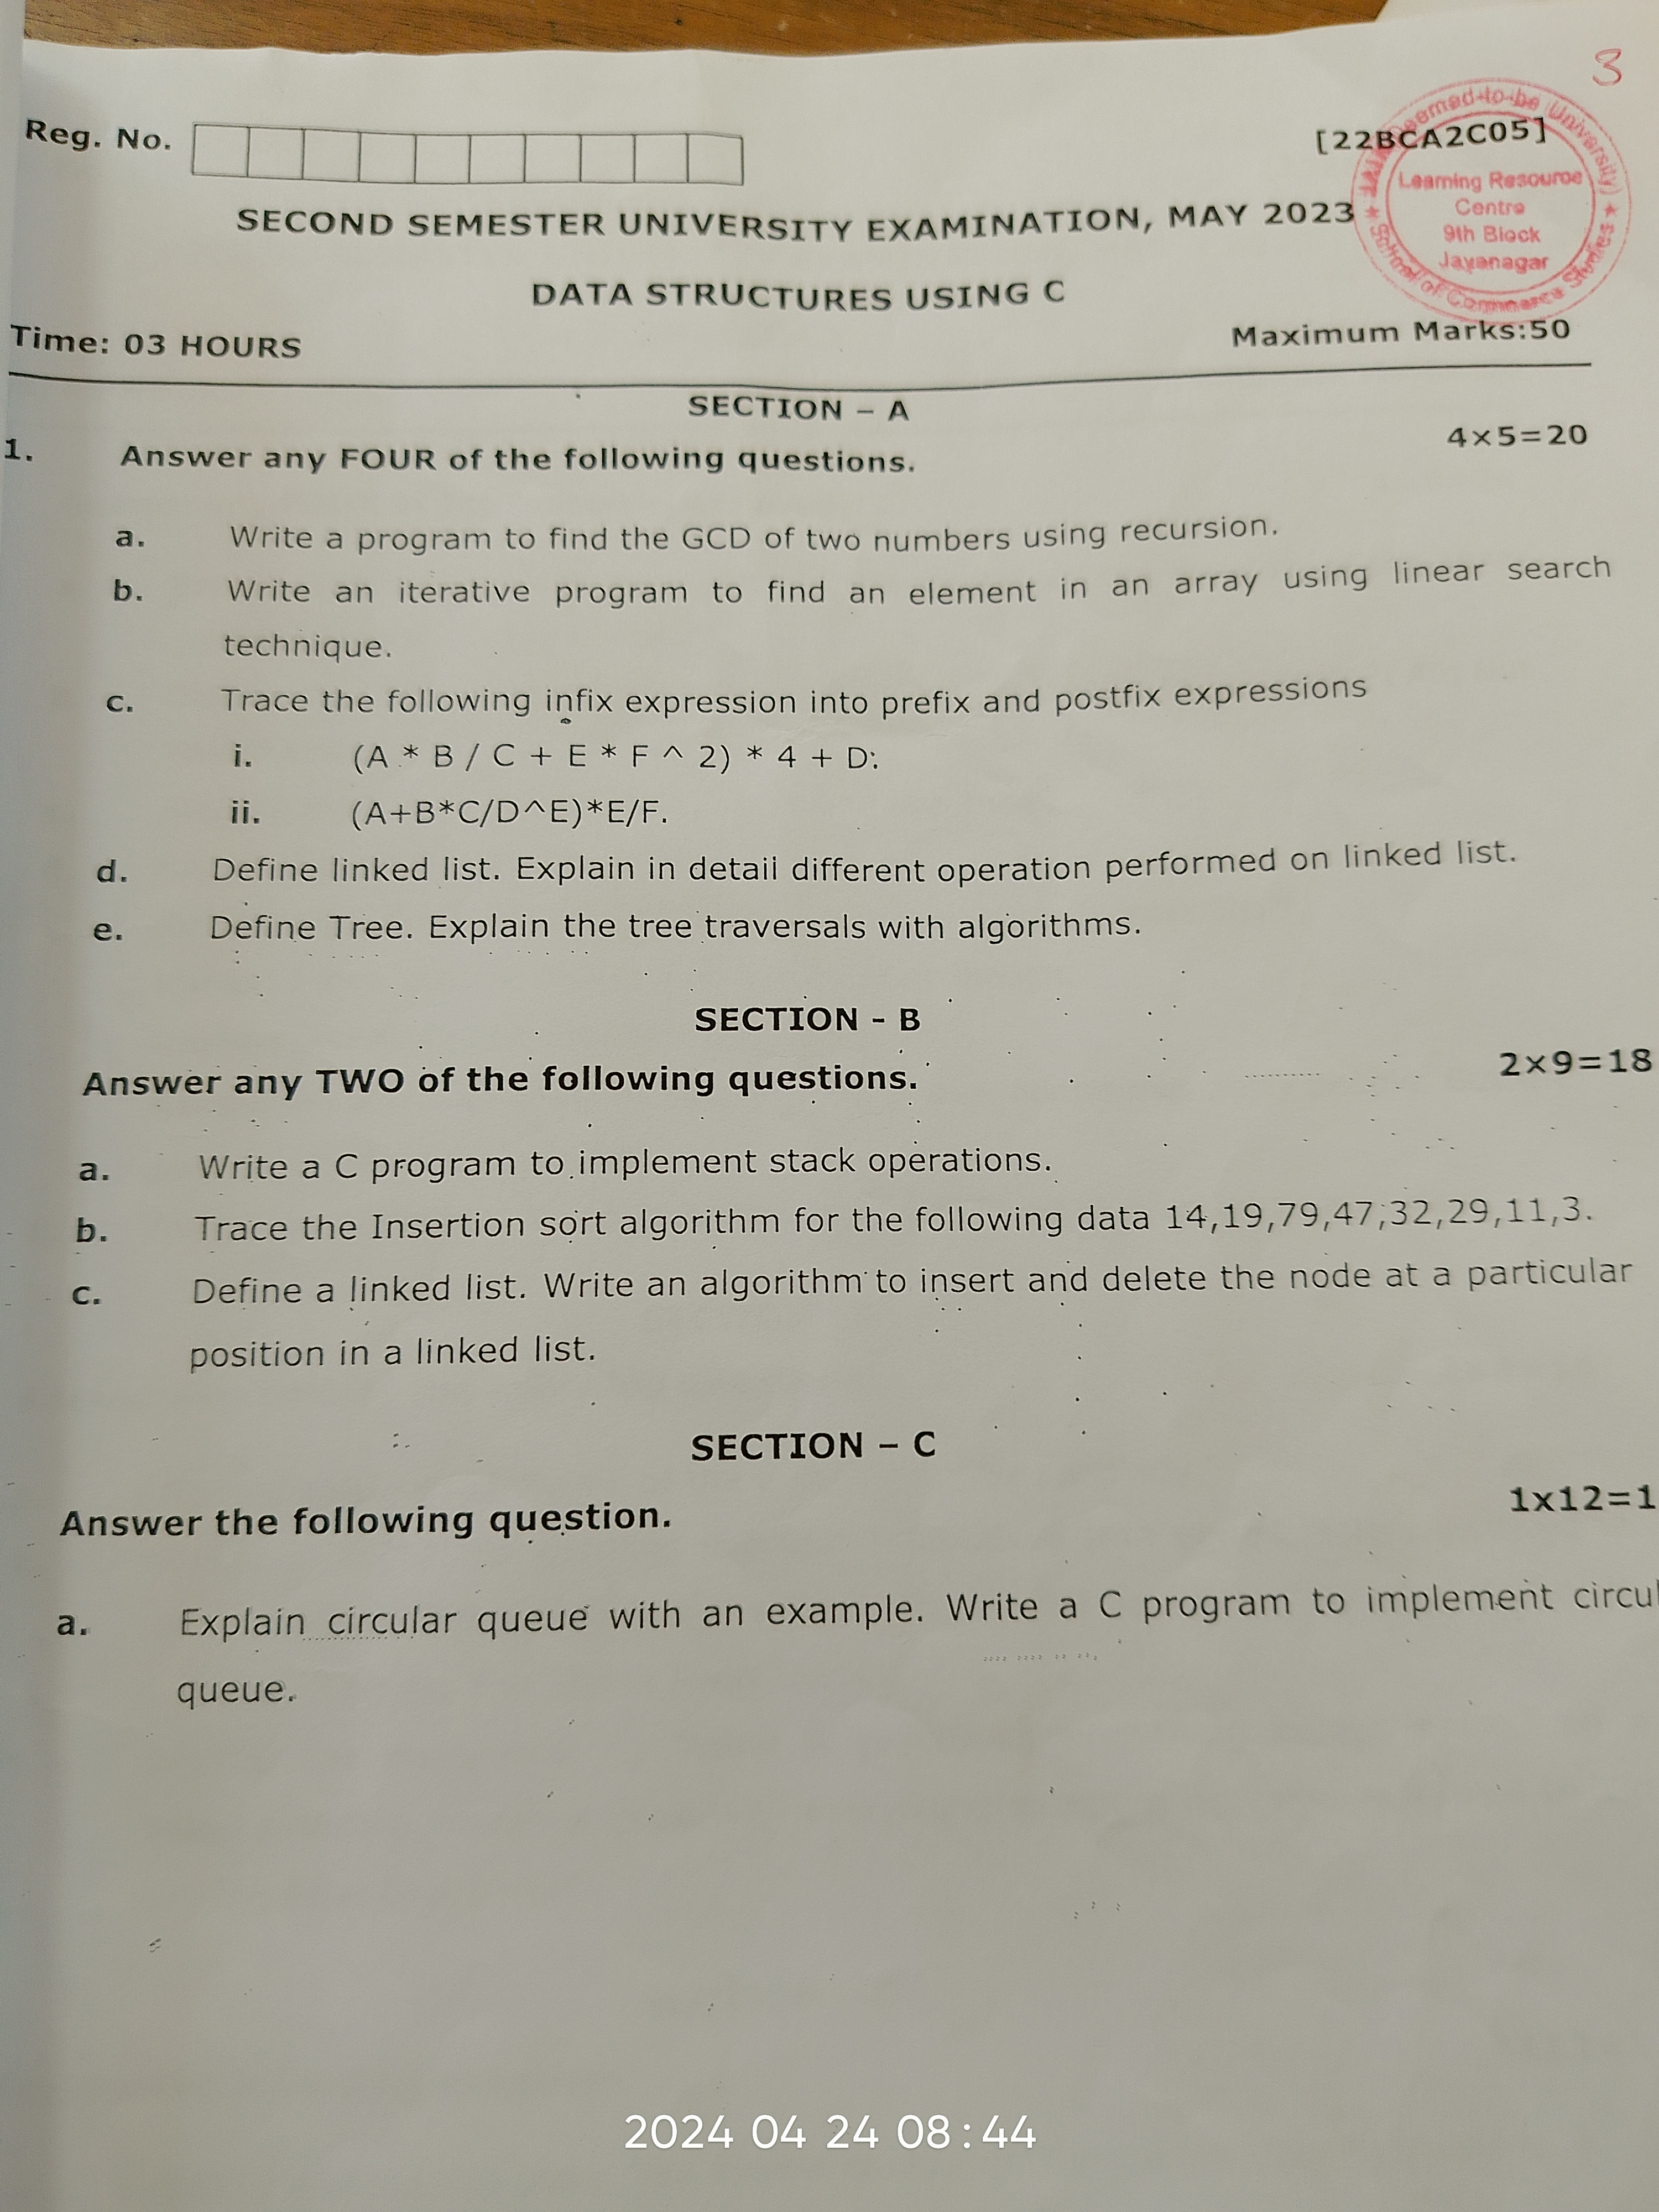 3
Reg. No.
[22BCA2C05]
Deemed-to-be University)
Learning Resource
Centre
9th Block
Jayanagar
★ School of Commerce Studies ★
SECOND SEMESTER UNIVERSITY EXAMINATION, MAY 2023
DATA STRUCTURES USING C
Time: 03 HOURS Maximum Marks:50
SECTION – A
1. Answer any FOUR of the following questions. 4×5=20
a. Write a program to find the GCD of two numbers using recursion.
b. Write an iterative program to find an element in an array using linear search
technique.
c. Trace the following infix expression into prefix and postfix expressions
i. (A * B / C + E * F ^ 2) * 4 + D:
ii. (A+B*C/D^E)*E/F.
d. Define linked list. Explain in detail different operation performed on linked list.
e. Define Tree. Explain the tree traversals with algorithms.
SECTION - B
Answer any TWO of the following questions. 2×9=18
a. Write a C program to implement stack operations.
b. Trace the Insertion sort algorithm for the following data 14,19,79,47,32,29,11,3.
c. Define a linked list. Write an algorithm to insert and delete the node at a particular
position in a linked list.
SECTION – C
Answer the following question. 1x12=1
a. Explain circular queue with an example. Write a C program to implement circul
queue.
2024 04 24 08:44